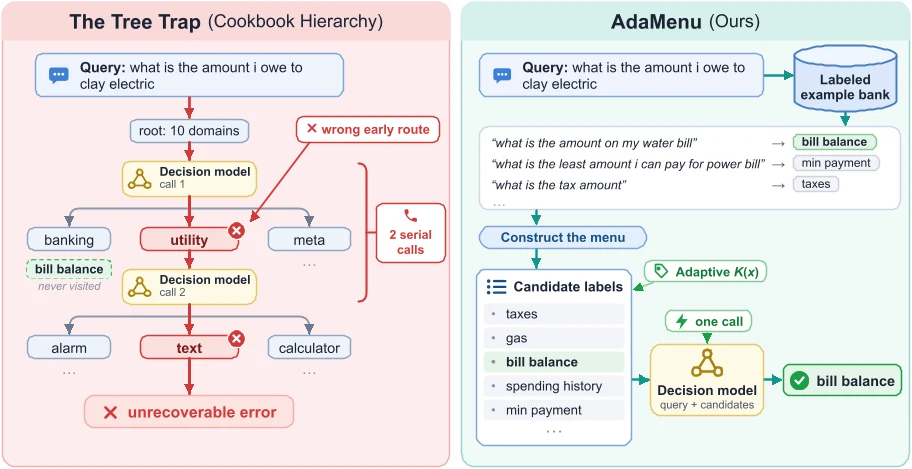 The Tree Trap (Cookbook Hierarchy)
Query: what is the amount i owe to
clay electric
root: 10 domains
wrong early route
Decision model
call 1
2 serial
calls
banking
utility
meta
bill balance
never visited
...
Decision model
call 2
alarm
text
calculator
...
...
unrecoverable error
AdaMenu (Ours)
Query: what is the amount i owe to
clay electric
Labeled
example bank
“what is the amount on my water bill” → bill balance
“what is the least amount i can pay for power bill” → min payment
“what is the tax amount” → taxes
...
Construct the menu
Candidate labels
Adaptive K(x)
• taxes
• gas
• bill balance
• spending history
• min payment
...
one call
Decision model
query + candidates
bill balance